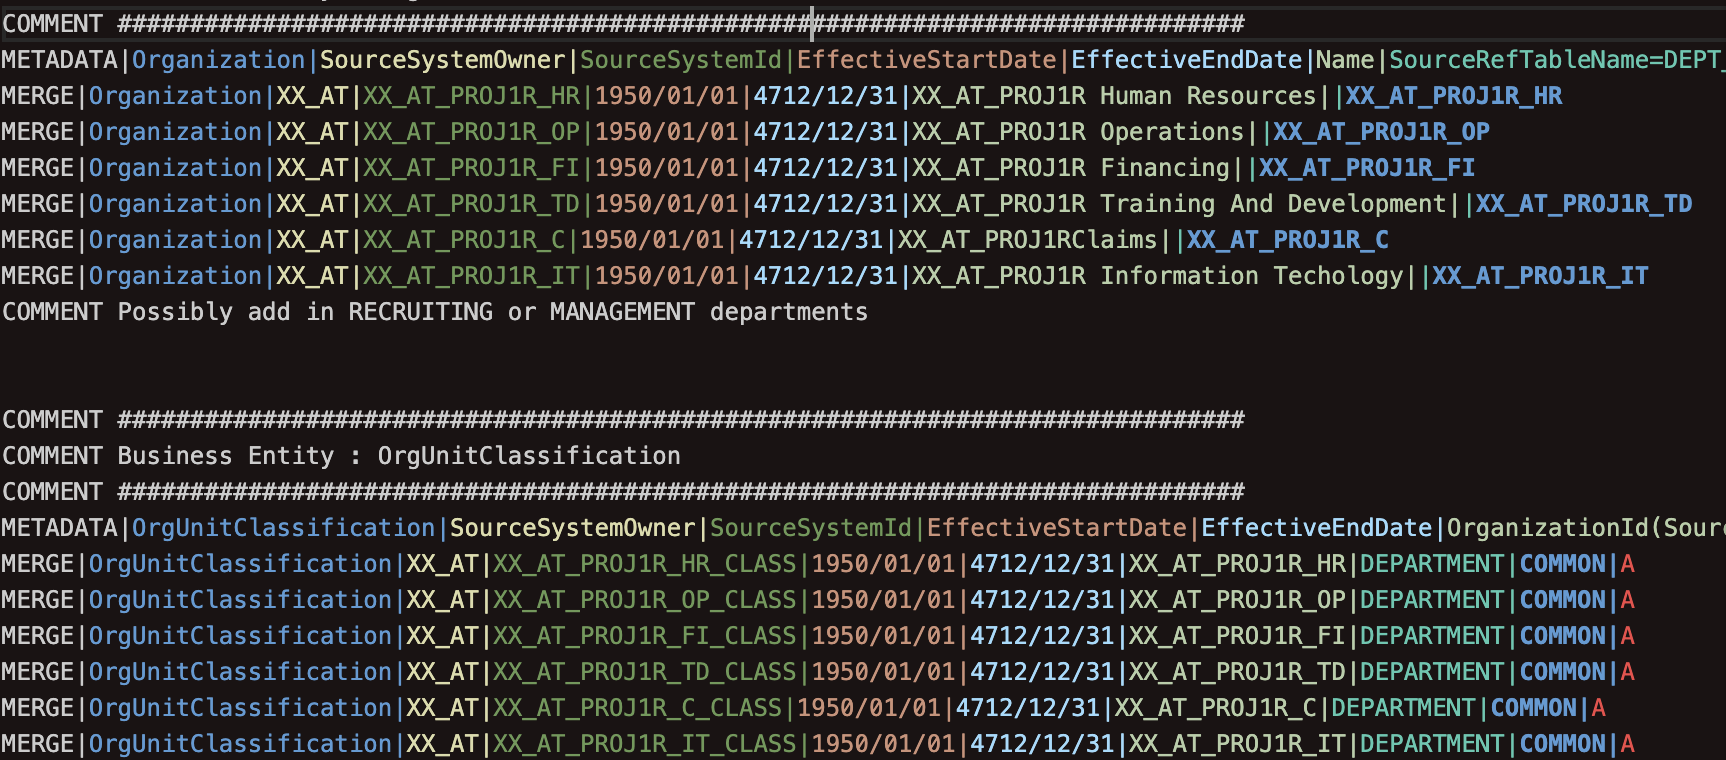 COMMENT ##############################################################################
METADATA|Organization|SourceSystemOwner|SourceSystemId|EffectiveStartDate|EffectiveEndDate|Name|SourceRefTableName=DEPT_
MERGE|Organization|XX_AT|XX_AT_PROJ1R_HR|1950/01/01|4712/12/31|XX_AT_PROJ1R Human Resources||XX_AT_PROJ1R_HR
MERGE|Organization|XX_AT|XX_AT_PROJ1R_OP|1950/01/01|4712/12/31|XX_AT_PROJ1R Operations||XX_AT_PROJ1R_OP
MERGE|Organization|XX_AT|XX_AT_PROJ1R_FI|1950/01/01|4712/12/31|XX_AT_PROJ1R Financing||XX_AT_PROJ1R_FI
MERGE|Organization|XX_AT|XX_AT_PROJ1R_TD|1950/01/01|4712/12/31|XX_AT_PROJ1R Training And Development||XX_AT_PROJ1R_TD
MERGE|Organization|XX_AT|XX_AT_PROJ1R_C|1950/01/01|4712/12/31|XX_AT_PROJ1RClaims||XX_AT_PROJ1R_C
MERGE|Organization|XX_AT|XX_AT_PROJ1R_IT|1950/01/01|4712/12/31|XX_AT_PROJ1R Information Techology||XX_AT_PROJ1R_IT
COMMENT Possibly add in RECRUITING or MANAGEMENT departments
COMMENT ##############################################################################
COMMENT Business Entity : OrgUnitClassification
COMMENT ##############################################################################
METADATA|OrgUnitClassification|SourceSystemOwner|SourceSystemId|EffectiveStartDate|EffectiveEndDate|OrganizationId(Sour
MERGE|OrgUnitClassification|XX_AT|XX_AT_PROJ1R_HR_CLASS|1950/01/01|4712/12/31|XX_AT_PROJ1R_HR|DEPARTMENT|COMMON|A
MERGE|OrgUnitClassification|XX_AT|XX_AT_PROJ1R_OP_CLASS|1950/01/01|4712/12/31|XX_AT_PROJ1R_OP|DEPARTMENT|COMMON|A
MERGE|OrgUnitClassification|XX_AT|XX_AT_PROJ1R_FI_CLASS|1950/01/01|4712/12/31|XX_AT_PROJ1R_FI|DEPARTMENT|COMMON|A
MERGE|OrgUnitClassification|XX_AT|XX_AT_PROJ1R_TD_CLASS|1950/01/01|4712/12/31|XX_AT_PROJ1R_TD|DEPARTMENT|COMMON|A
MERGE|OrgUnitClassification|XX_AT|XX_AT_PROJ1R_C_CLASS|1950/01/01|4712/12/31|XX_AT_PROJ1R_C|DEPARTMENT|COMMON|A
MERGE|OrgUnitClassification|XX_AT|XX_AT_PROJ1R_IT_CLASS|1950/01/01|4712/12/31|XX_AT_PROJ1R_IT|DEPARTMENT|COMMON|A